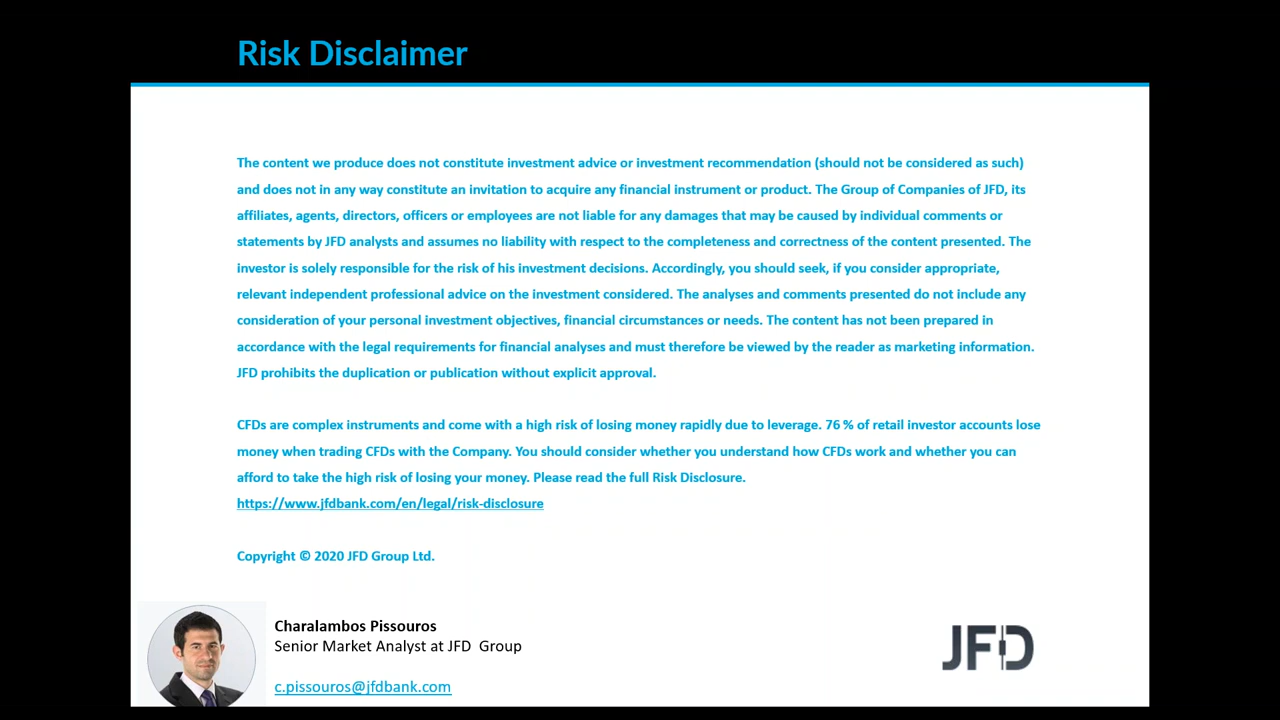 Risk Disclaimer
The content we produce does not constitute investment advice or investment recommendation (should not be considered as such)
and does not in any way constitute an invitation to acquire any financial instrument or product. The Group of Companies of JFD, its
affiliates, agents, directors, officers or employees are not liable for any damages that may be caused by individual comments or
statements by JFD analysts and assumes no liability with respect to the completeness and correctness of the content presented. The
investor is solely responsible for the risk of his investment decisions. Accordingly, you should seek, if you consider appropriate,
relevant independent professional advice on the investment considered. The analyses and comments presented do not include any
consideration of your personal investment objectives, financial circumstances or needs. The content has not been prepared in
accordance with the legal requirements for financial analyses and must therefore be viewed by the reader as marketing information.
JFD prohibits the duplication or publication without explicit approval.
CFDs are complex instruments and come with a high risk of losing money rapidly due to leverage. 76 % of retail investor accounts lose
money when trading CFDs with the Company. You should consider whether you understand how CFDs work and whether you can
afford to take the high risk of losing your money. Please read the full Risk Disclosure.
https://www.jfdbank.com/en/legal/risk-disclosure
Copyright © 2020 JFD Group Ltd.
Charalambos Pissouros
Senior Market Analyst at JFD Group
c.pissouros@jfdbank.com
JFD